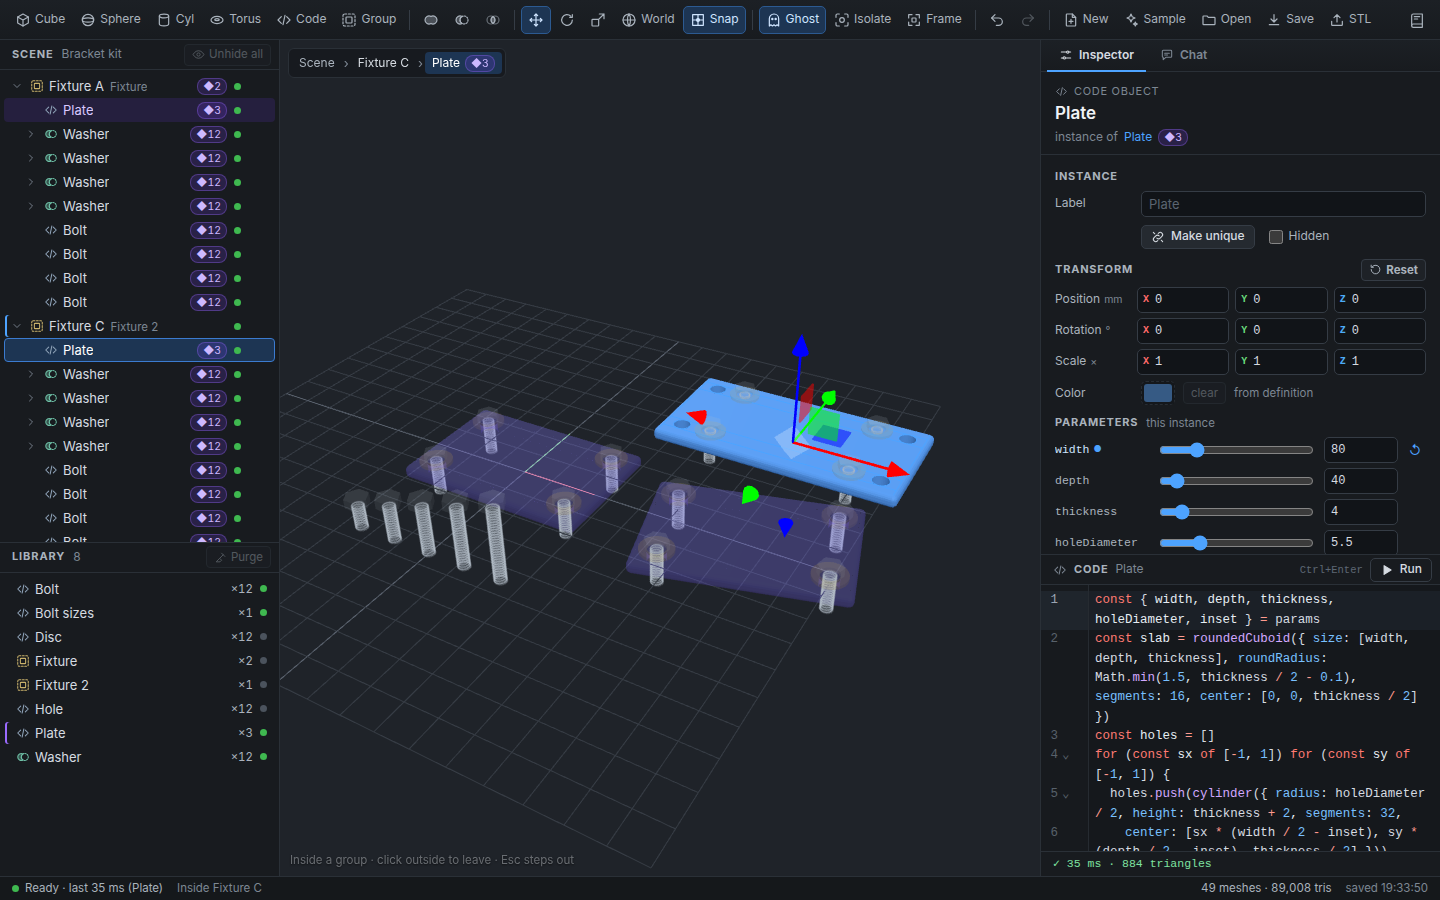 Cube Sphere Cyl Torus Code Group World Snap Ghost Isolate Frame New Sample Open Save STL
SCENE Bracket kit Unhide all
Fixture A Fixture 2
Plate 3
Washer 12
Washer 12
Washer 12
Washer 12
Bolt 12
Bolt 12
Bolt 12
Bolt 12
Fixture C Fixture 2
Plate 3
Washer 12
Washer 12
Washer 12
Washer 12
Bolt 12
Bolt 12
Bolt 12
Bolt 12
LIBRARY 8 Purge
Bolt ×12
Bolt sizes ×1
Disc ×12
Fixture ×2
Fixture 2 ×1
Hole ×12
Plate ×3
Washer ×12
Scene › Fixture C › Plate 3
Inside a group · click outside to leave · Esc steps out
Inspector Chat
CODE OBJECT
Plate
instance of Plate 3
INSTANCE
Label Plate
Make unique Hidden
TRANSFORM Reset
Position mm X 0 Y 0 Z 0
Rotation ° X 0 Y 0 Z 0
Scale × X 1 Y 1 Z 1
Color clear from definition
PARAMETERS this instance
width 80
depth 40
thickness 4
holeDiameter 5.5
CODE Plate Ctrl+Enter Run
1 const { width, depth, thickness,
holeDiameter, inset } = params
2 const slab = roundedCuboid({ size: [width,
depth, thickness], roundRadius:
Math.min(1.5, thickness / 2 - 0.1),
segments: 16, center: [0, 0, thickness / 2]
})
3 const holes = []
4 for (const sx of [-1, 1]) for (const sy of
[-1, 1]) {
5 holes.push(cylinder({ radius: holeDiameter
/ 2, height: thickness + 2, segments: 32,
6 center: [sx * (width / 2 - inset), sy *
(depth / 2 - inset), thickness / 2] }))
✓ 35 ms · 884 triangles
Ready · last 35 ms (Plate) Inside Fixture C 49 meshes · 89,008 tris saved 19:33:50